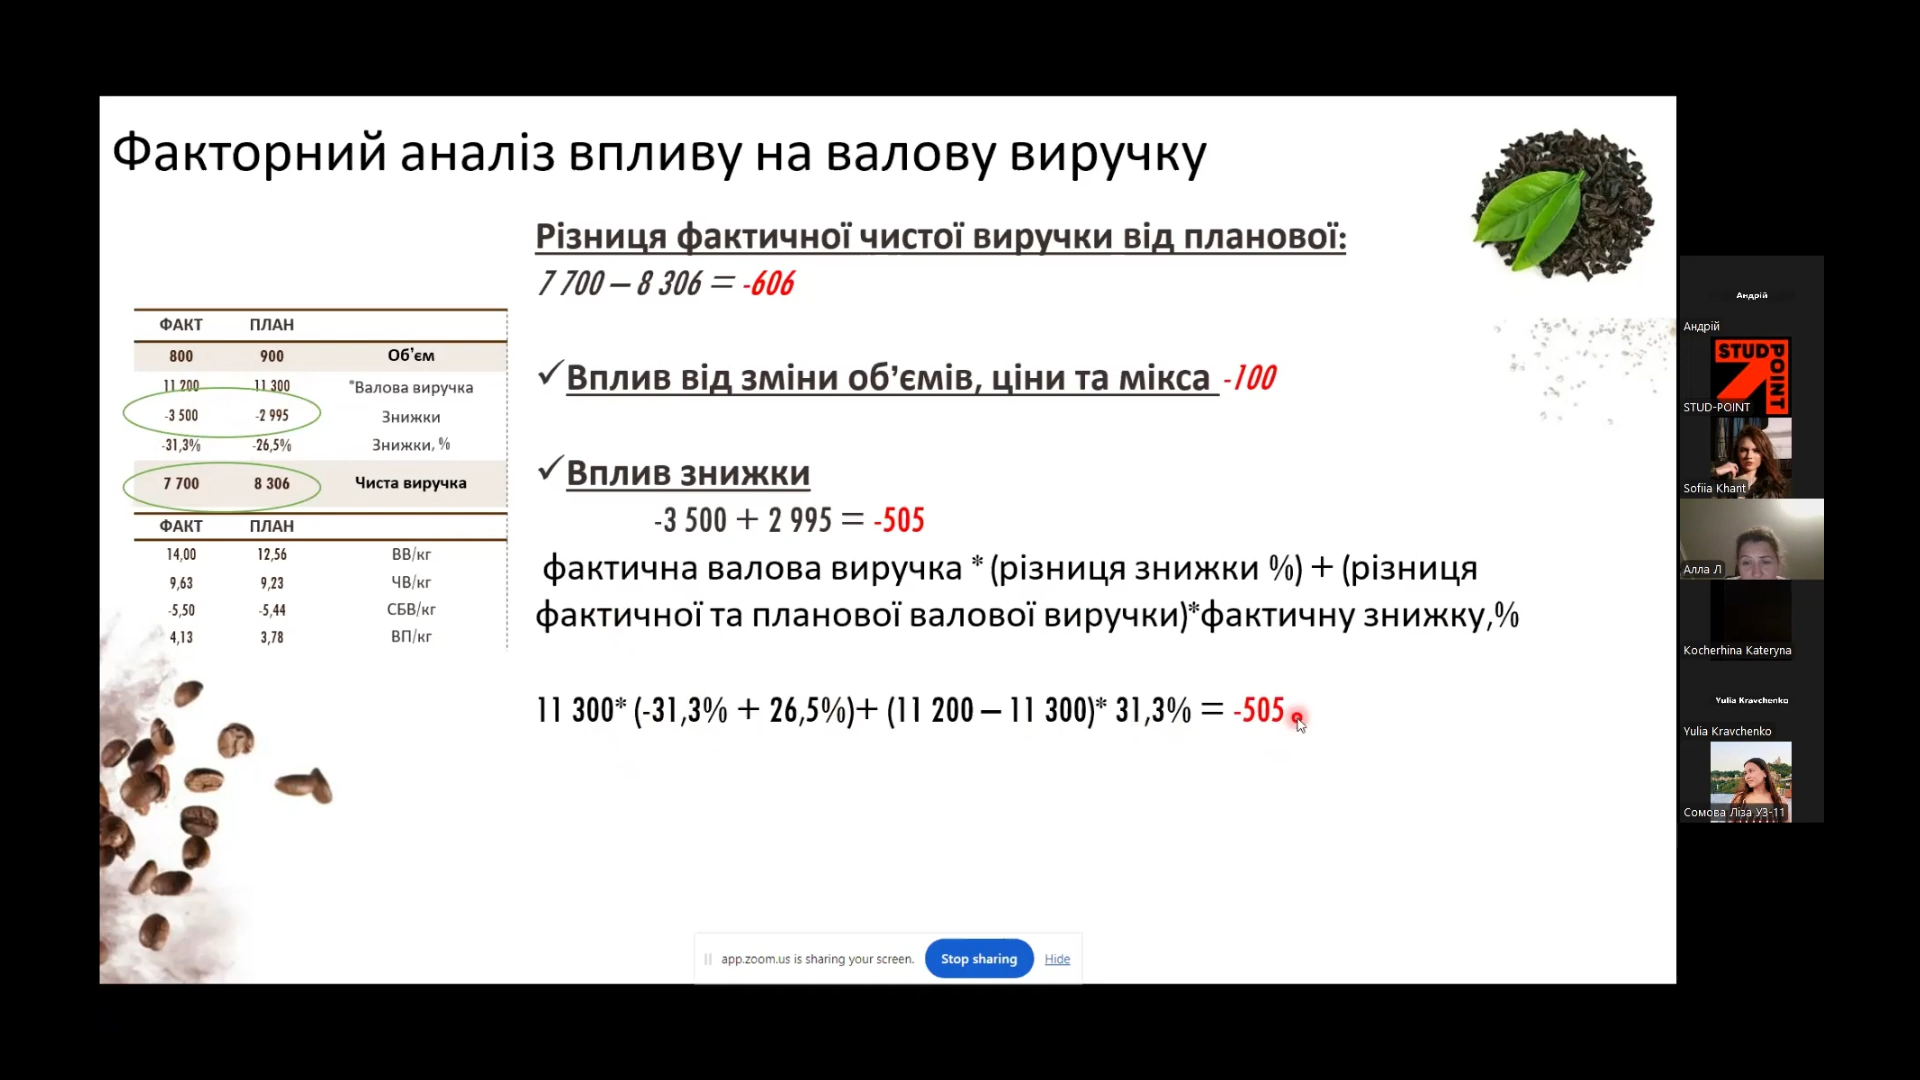 Факторний аналіз впливу на валову виручку
Різниця фактичної чистої виручки від планової:
7 700 – 8 306 = -606
ФАКТ ПЛАН
800 900 Об'єм
11 200 11 300 *Валова виручка
-3 500 -2 995 Знижки
-31,3% -26,5% Знижки, %
7 700 8 306 Чиста виручка
ФАКТ ПЛАН
14,00 12,56 ВВ/кг
9,63 9,23 ЧВ/кг
-5,50 -5,44 СБВ/кг
4,13 3,78 ВП/кг
✓Вплив від зміни об'ємів, ціни та мікса -100
✓Вплив знижки
-3 500 + 2 995 = -505
фактична валова виручка * (різниця знижки %) + (різниця
фактичної та планової валової виручки)*фактичну знижку,%
11 300* (-31,3% + 26,5%)+ (11 200 – 11 300)* 31,3% = -505
app.zoom.us is sharing your screen. Stop sharing Hide
Андрій
Андрій
STUD POINT
STUD-POINT
Sofiia Khant
Алла Л
Kocherhina Kateryna
Yulia Kravchenko
Yulia Kravchenko
Сомова Ліза УЗ-11